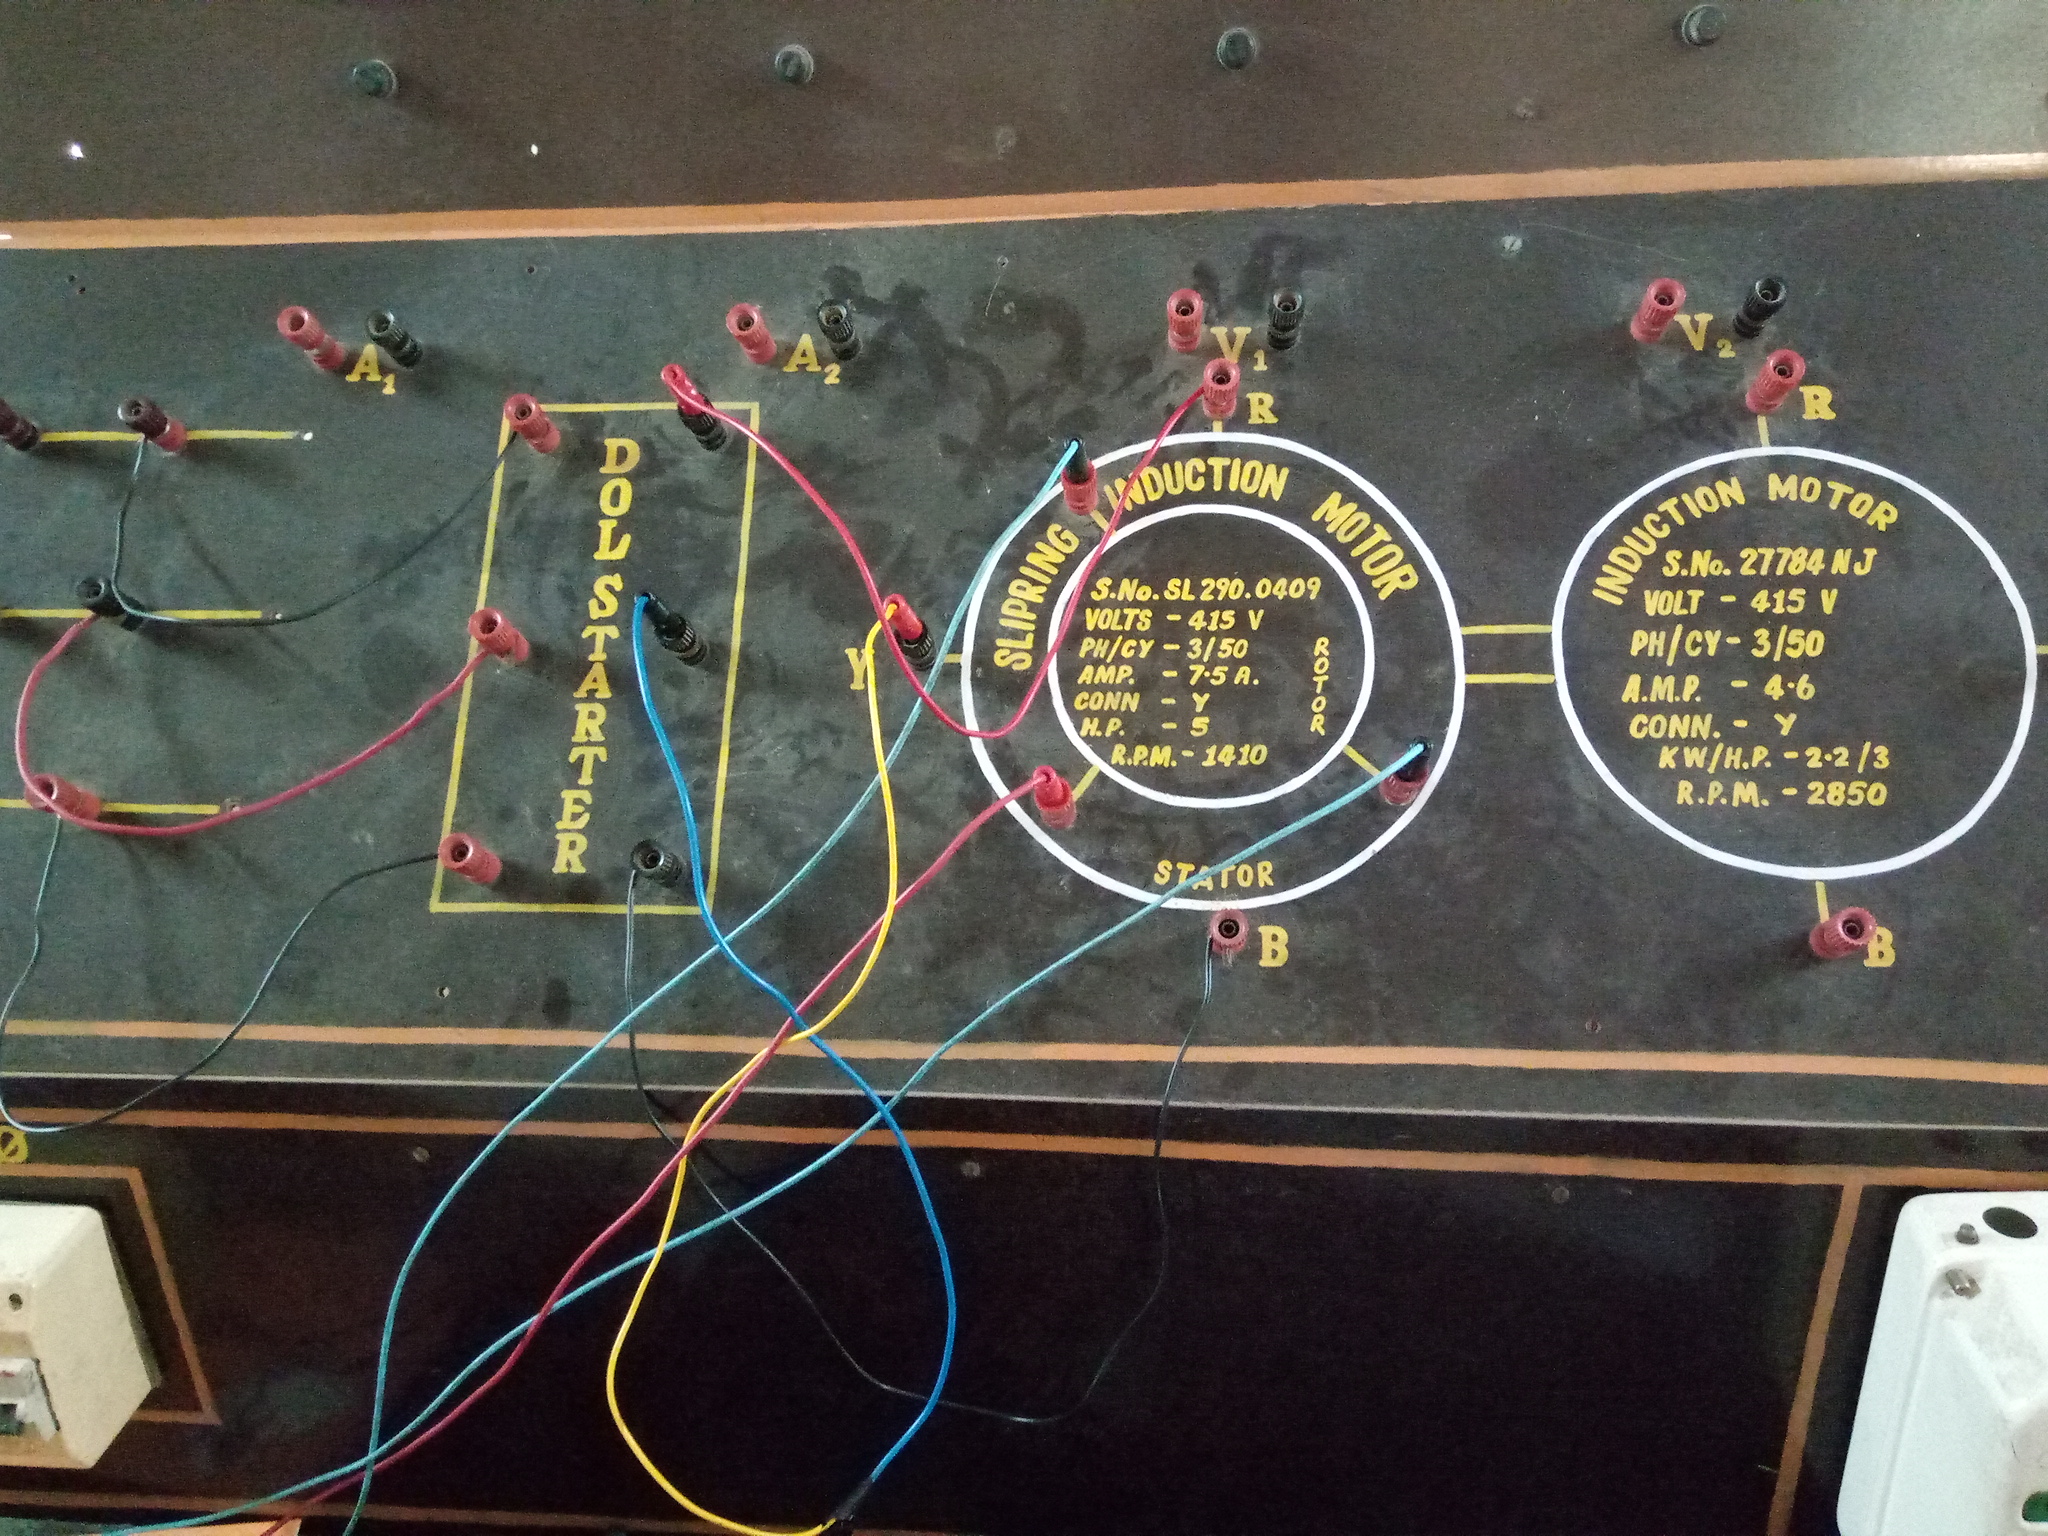 A1
A2
V1
V2
R
R
DOL STARTER
SLIPRING INDUCTION MOTOR
S.No. SL 290.0409
VOLTS - 415 V
PH/CY - 3/50
AMP. - 7.5 A.
CONN - Y
H.P. - 5
R.P.M. - 1410
ROTOR
STATOR
Y
B
INDUCTION MOTOR
S.No. 27784 NJ
VOLT - 415 V
PH/CY - 3/50
A.M.P. - 4.6
CONN. - Y
KW/H.P. - 2.2/3
R.P.M. - 2850
B